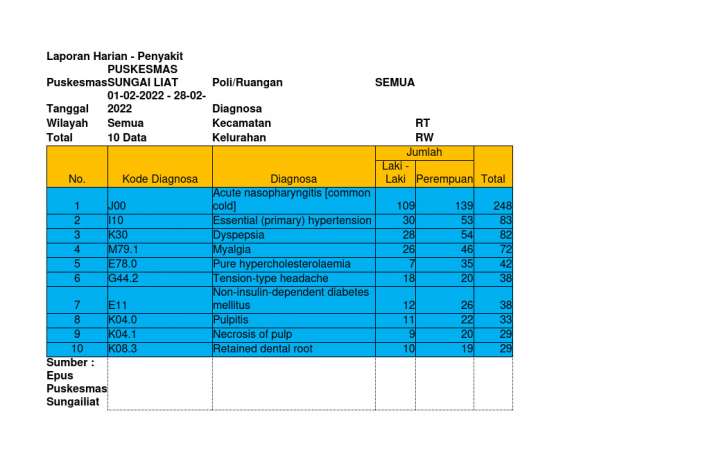 Laporan Harian - Penyakit
Puskesmas PUSKESMAS SUNGAI LIAT Poli/Ruangan SEMUA
Tanggal 01-02-2022 - 28-02-2022 Diagnosa
Wilayah Semua Kecamatan RT
Total 10 Data Kelurahan RW
No. Kode Diagnosa Diagnosa Jumlah Total
Laki - Laki Perempuan
1 J00 Acute nasopharyngitis [common cold] 109 139 248
2 I10 Essential (primary) hypertension 30 53 83
3 K30 Dyspepsia 28 54 82
4 M79.1 Myalgia 26 46 72
5 E78.0 Pure hypercholesterolaemia 7 35 42
6 G44.2 Tension-type headache 18 20 38
7 E11 Non-insulin-dependent diabetes mellitus 12 26 38
8 K04.0 Pulpitis 11 22 33
9 K04.1 Necrosis of pulp 9 20 29
10 K08.3 Retained dental root 10 19 29
Sumber :
Epus
Puskesmas
Sungailiat